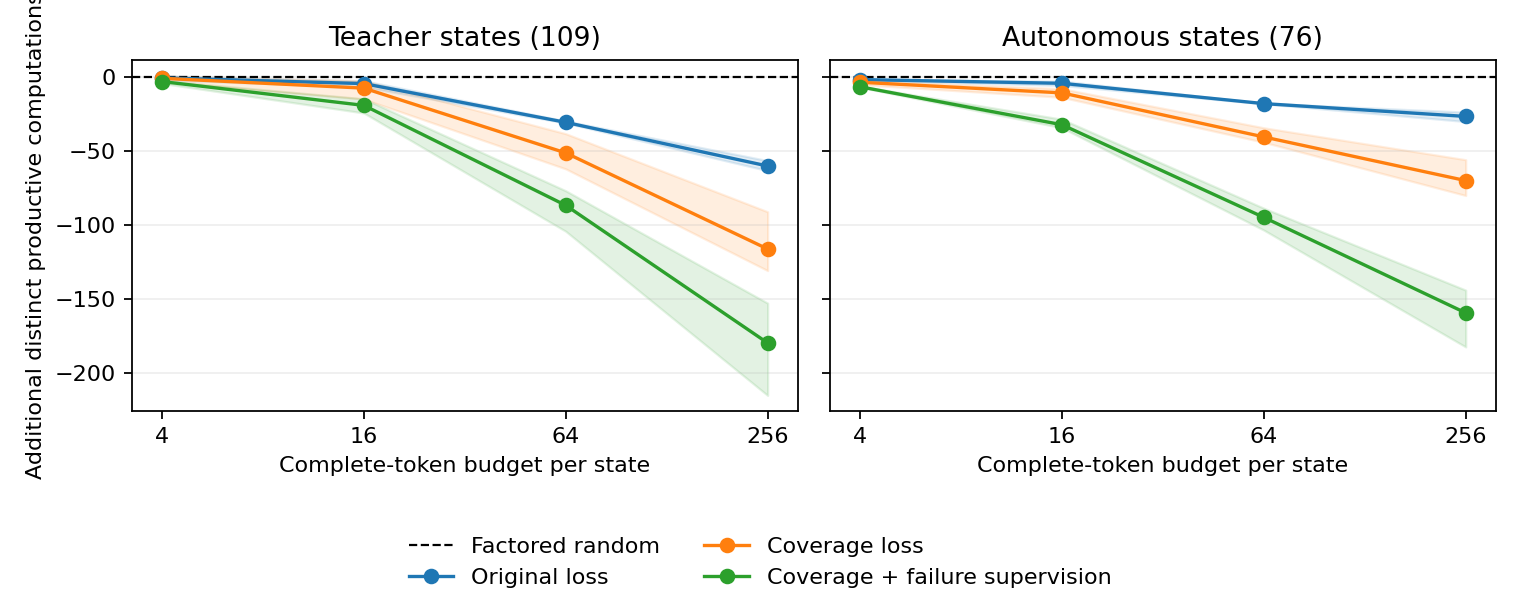 Teacher states (109)
Autonomous states (76)
Additional distinct productive computations
0
−50
−100
−150
−200
4
16
64
256
4
16
64
256
Complete-token budget per state
Complete-token budget per state
Factored random
Original loss
Coverage loss
Coverage + failure supervision